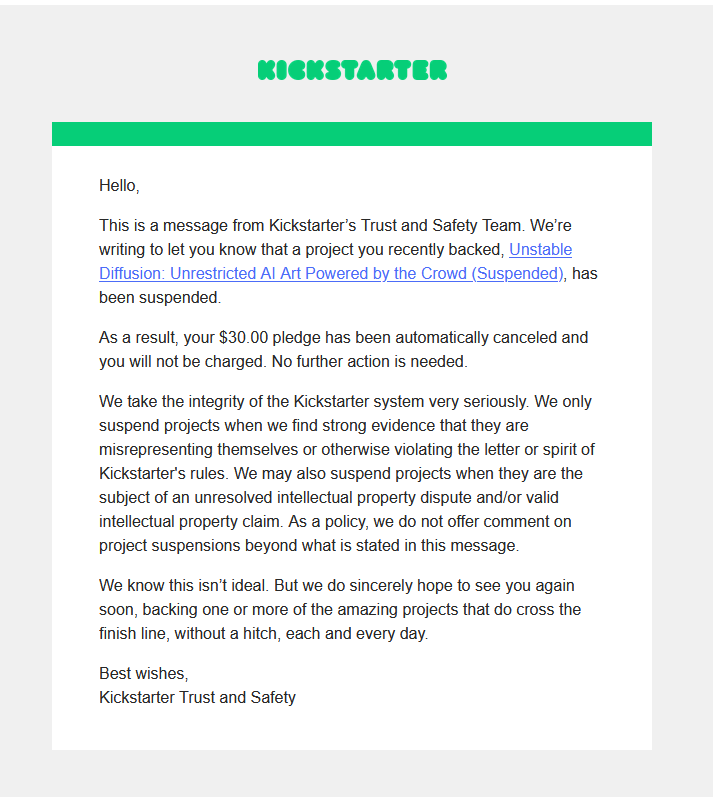 KICKSTARTER
Hello,
This is a message from Kickstarter’s Trust and Safety Team. We’re
writing to let you know that a project you recently backed, Unstable
Diffusion: Unrestricted AI Art Powered by the Crowd (Suspended), has
been suspended.
As a result, your $30.00 pledge has been automatically canceled and
you will not be charged. No further action is needed.
We take the integrity of the Kickstarter system very seriously. We only
suspend projects when we find strong evidence that they are
misrepresenting themselves or otherwise violating the letter or spirit of
Kickstarter's rules. We may also suspend projects when they are the
subject of an unresolved intellectual property dispute and/or valid
intellectual property claim. As a policy, we do not offer comment on
project suspensions beyond what is stated in this message.
We know this isn’t ideal. But we do sincerely hope to see you again
soon, backing one or more of the amazing projects that do cross the
finish line, without a hitch, each and every day.
Best wishes,
Kickstarter Trust and Safety